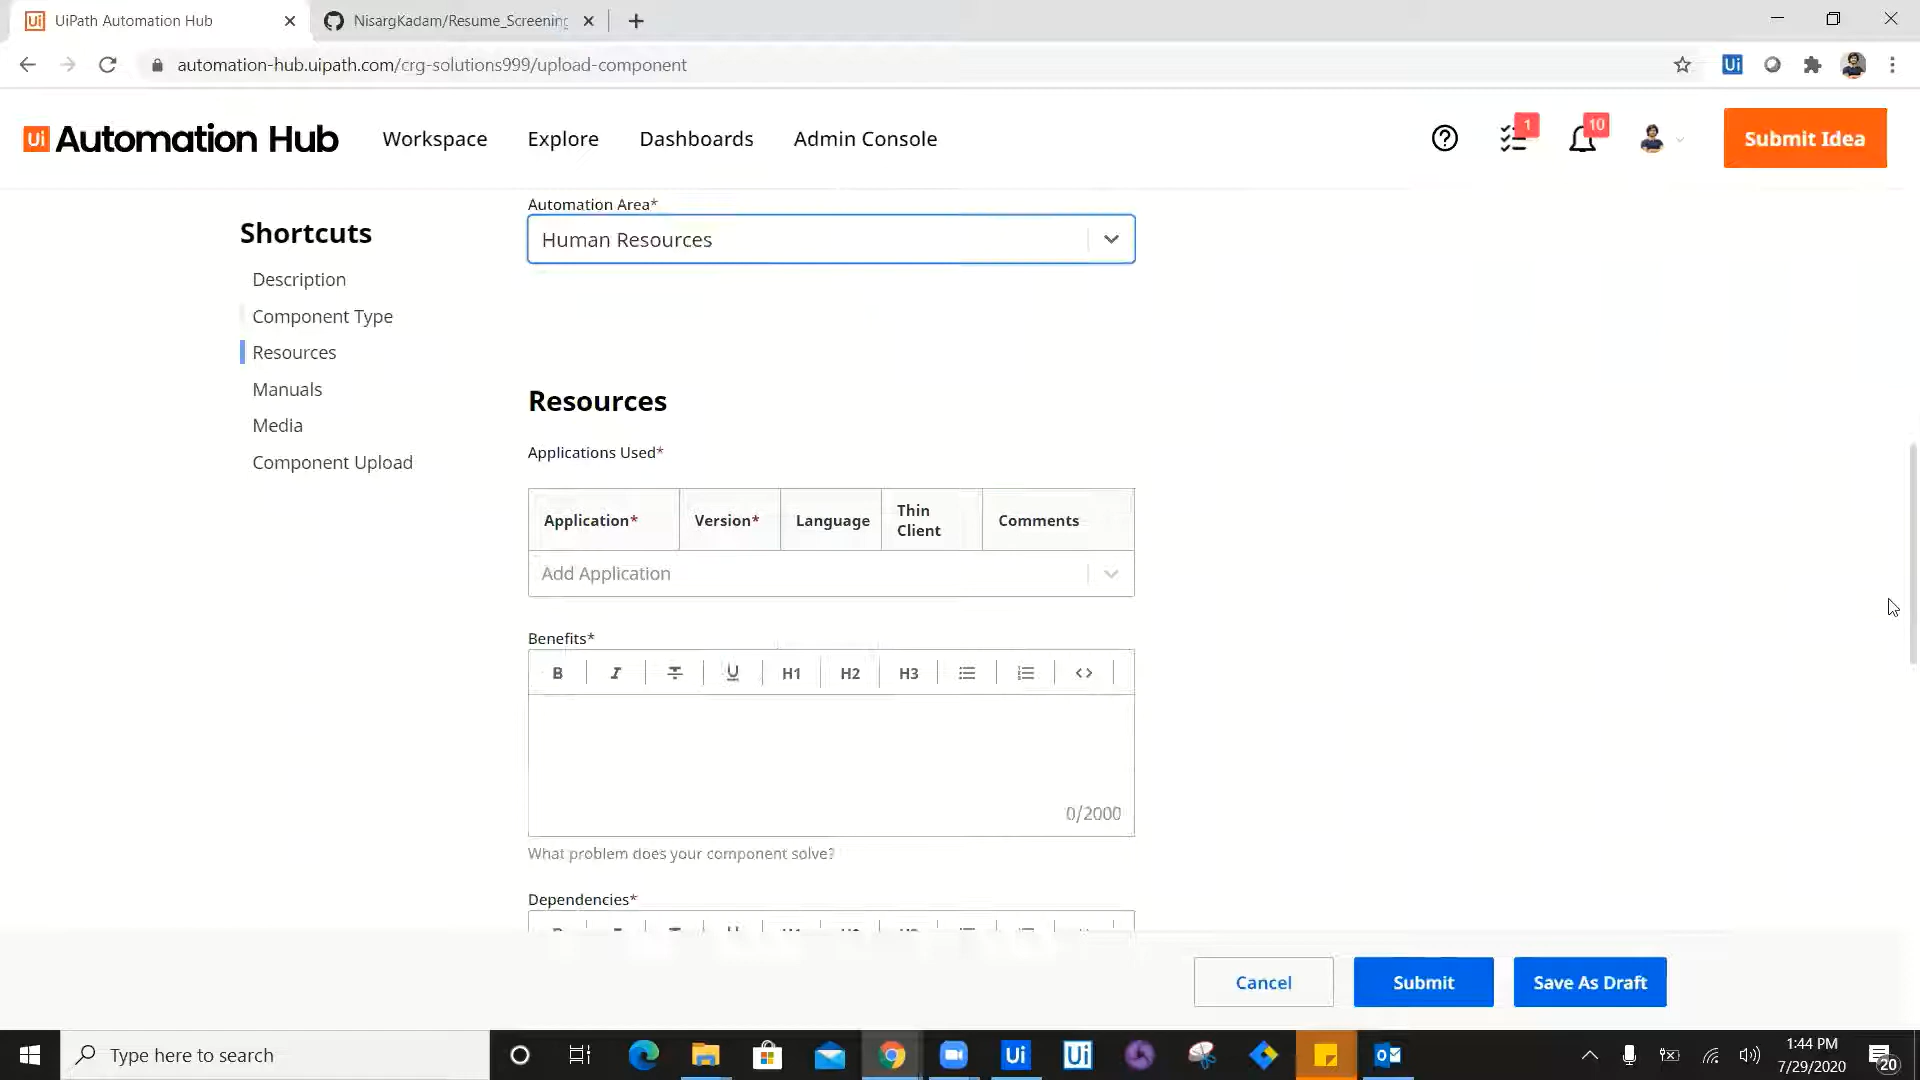 UiPath Automation Hub
NisargKadam/Resume_Screening
automation-hub.uipath.com/crg-solutions999/upload-component
Ui
Ui Automation Hub
Workspace
Explore
Dashboards
Admin Console
1
10
Submit Idea
Shortcuts
Description
Component Type
Resources
Manuals
Media
Component Upload
Automation Area*
Human Resources
Resources
Applications Used*
Application*
Version*
Language
Thin Client
Comments
Add Application
Benefits*
B
I
U
H1
H2
H3
<>
0/2000
What problem does your component solve?
Dependencies*
Cancel
Submit
Save As Draft
Type here to search
Ui
Ui
1:44 PM
7/29/2020
20